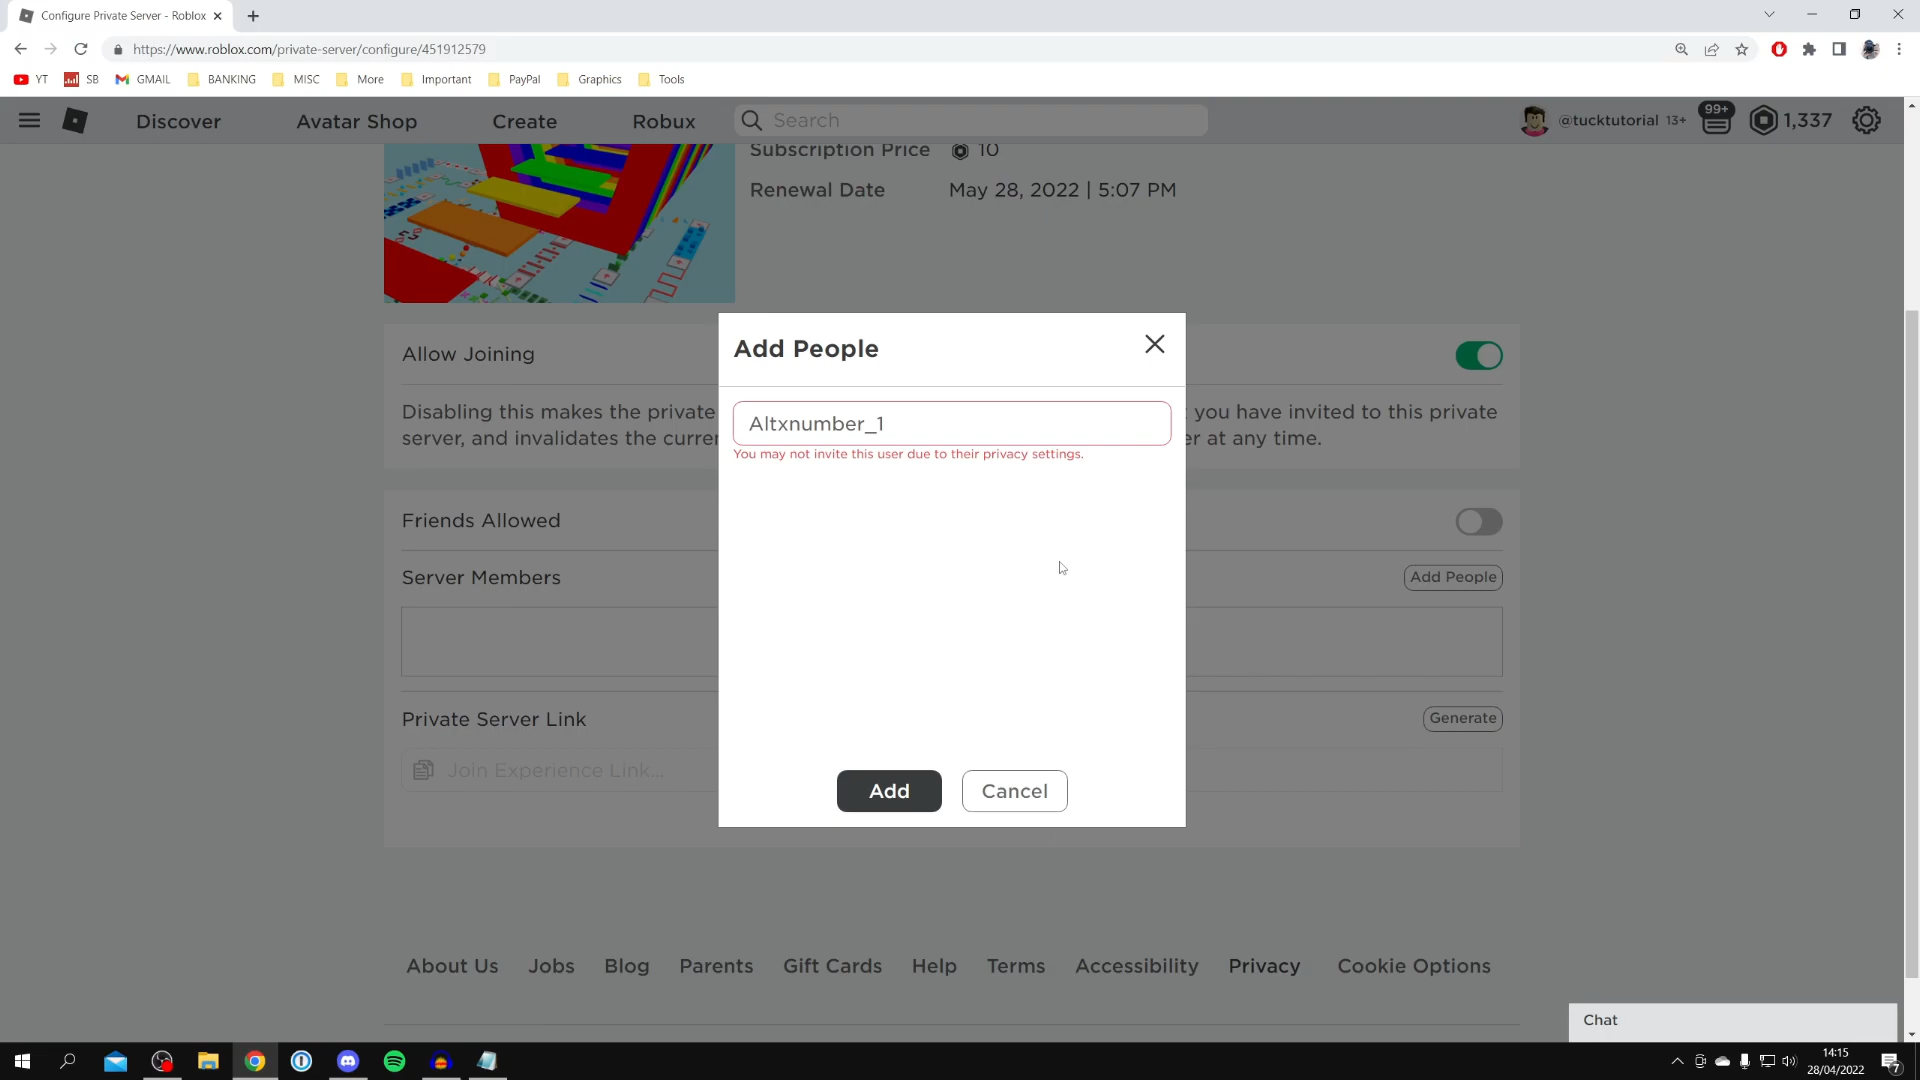 Configure Private Server - Roblox
https://www.roblox.com/private-server/configure/451912579
YT SB GMAIL BANKING MISC More Important PayPal Graphics Tools
Discover Avatar Shop Create Robux Search @tucktutorial 13+ 99+ 1,337
Subscription Price 10
Renewal Date May 28, 2022 | 5:07 PM
Add People
Allow Joining
Altxnumber_1
You may not invite this user due to their privacy settings.
Disabling this makes the private you have invited to this private
server, and invalidates the curre er at any time.
Friends Allowed
Server Members Add People
Private Server Link Generate
Join Experience Link...
Add Cancel
About Us Jobs Blog Parents Gift Cards Help Terms Accessibility Privacy Cookie Options
Chat
14:15
28/04/2022
7